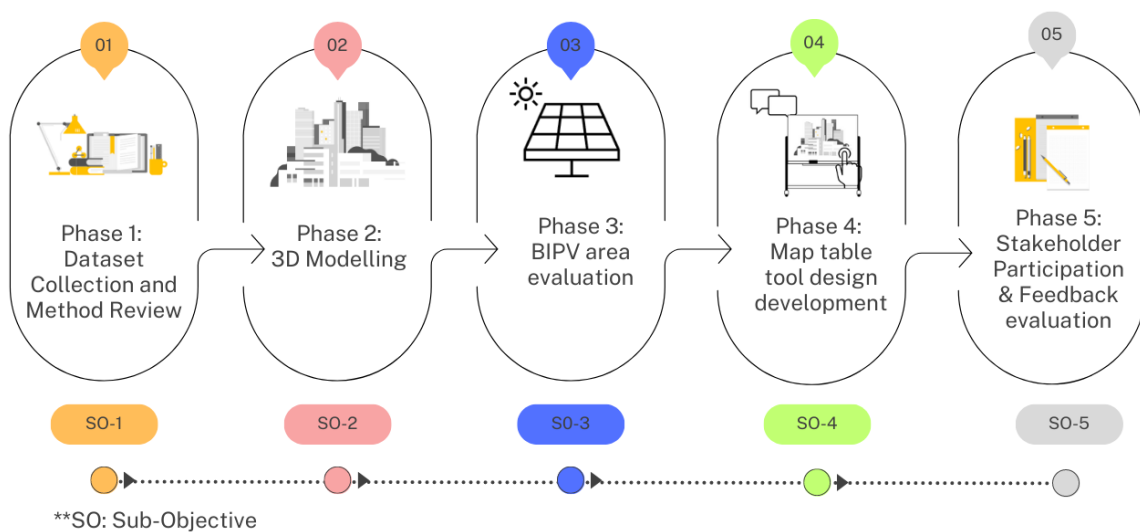 01
02
03
04
05
Phase 1:
Dataset
Collection and
Method Review
Phase 2:
3D Modelling
Phase 3:
BIPV area
evaluation
Phase 4:
Map table
tool design
development
Phase 5:
Stakeholder
Participation
& Feedback
evaluation
SO-1
SO-2
S0-3
SO-4
SO-5
**SO: Sub-Objective